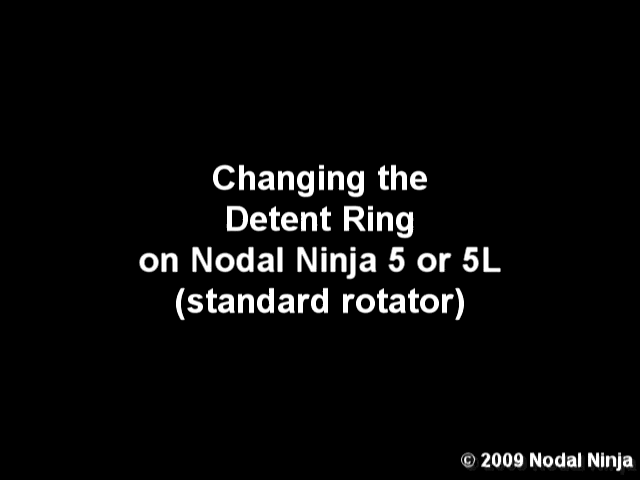 Changing the
Detent Ring
on Nodal Ninja 5 or 5L
(standard rotator)
© 2009 Nodal Ninja